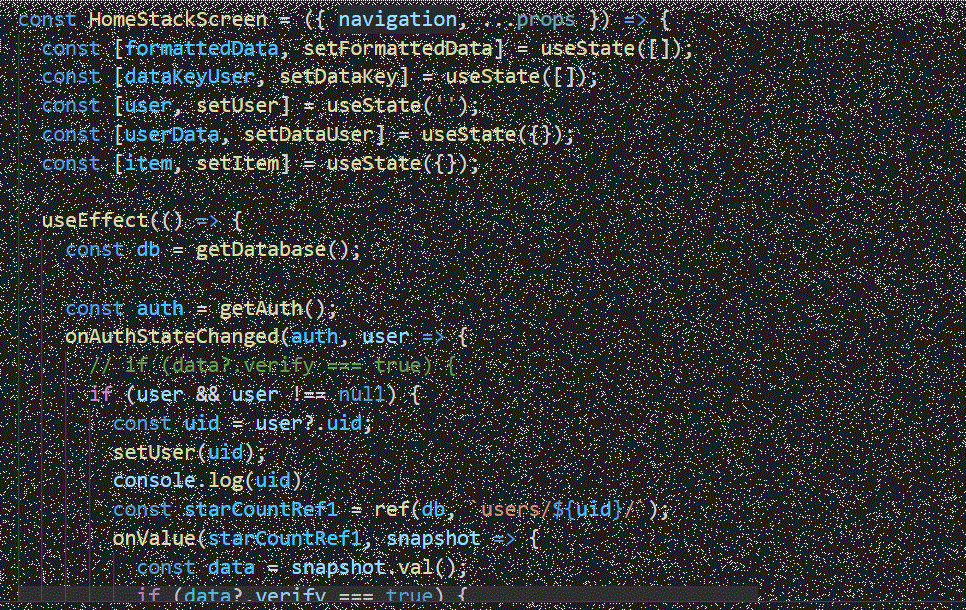 const HomeStackScreen = ({ navigation, ...props }) => {
const [formattedData, setFormattedData] = useState([]);
const [dataKeyUser, setDataKey] = useState([]);
const [user, setUser] = useState('');
const [userData, setDataUser] = useState({});
const [item, setItem] = useState({});
useEffect(() => {
const db = getDatabase();
const auth = getAuth();
onAuthStateChanged(auth, user => {
// if (data?.verify === true) {
if (user && user !== null) {
const uid = user?.uid;
setUser(uid);
console.log(uid)
const starCountRef1 = ref(db, `users/${uid}/`);
onValue(starCountRef1, snapshot => {
const data = snapshot.val();
if (data?.verify === true) {